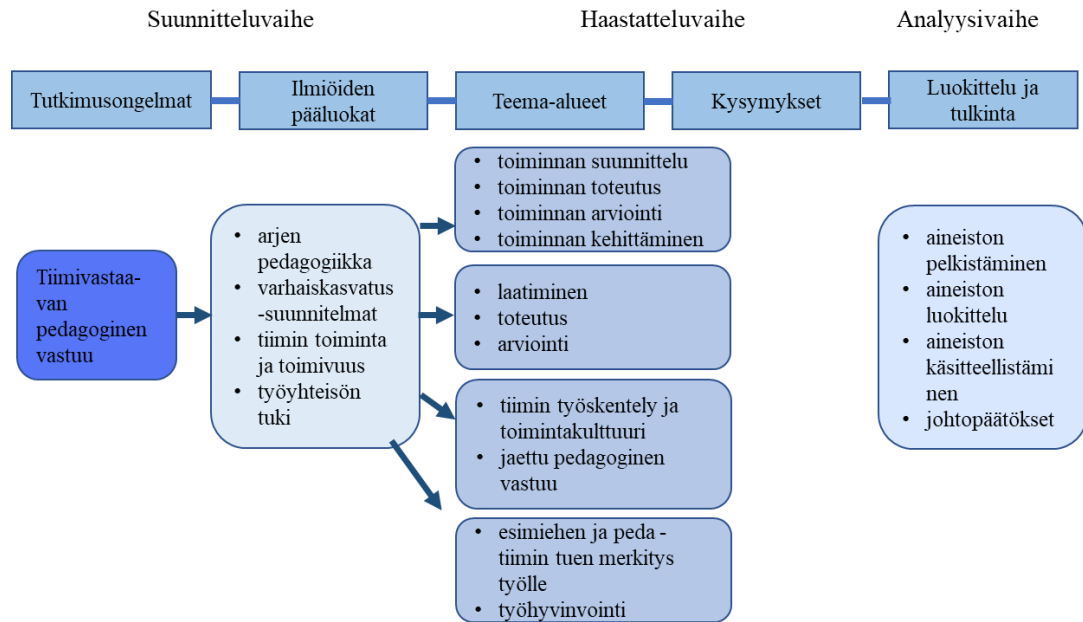 Suunnitteluvaihe
Haastatteluvaihe
Analyysivaihe
Tutkimusongelmat
Ilmiöiden
pääluokat
Teema-alueet
Kysymykset
Luokittelu ja
tulkinta
Tiimivastaa-
van
pedagoginen
vastuu
• arjen
pedagogiikka
• varhaiskasvatus
-suunnitelmat
• tiimin toiminta
ja toimivuus
• työyhteisön
tuki
• toiminnan suunnittelu
• toiminnan toteutus
• toiminnan arviointi
• toiminnan kehittäminen
• laatiminen
• toteutus
• arviointi
• tiimin työskentely ja
toimintakulttuuri
• jaettu pedagoginen
vastuu
• esimiehen ja peda -
tiimin tuen merkitys
työlle
• työhyvinvointi
• aineiston
pelkistäminen
• aineiston
luokittelu
• aineiston
käsitteellistämi
nen
• johtopäätökset